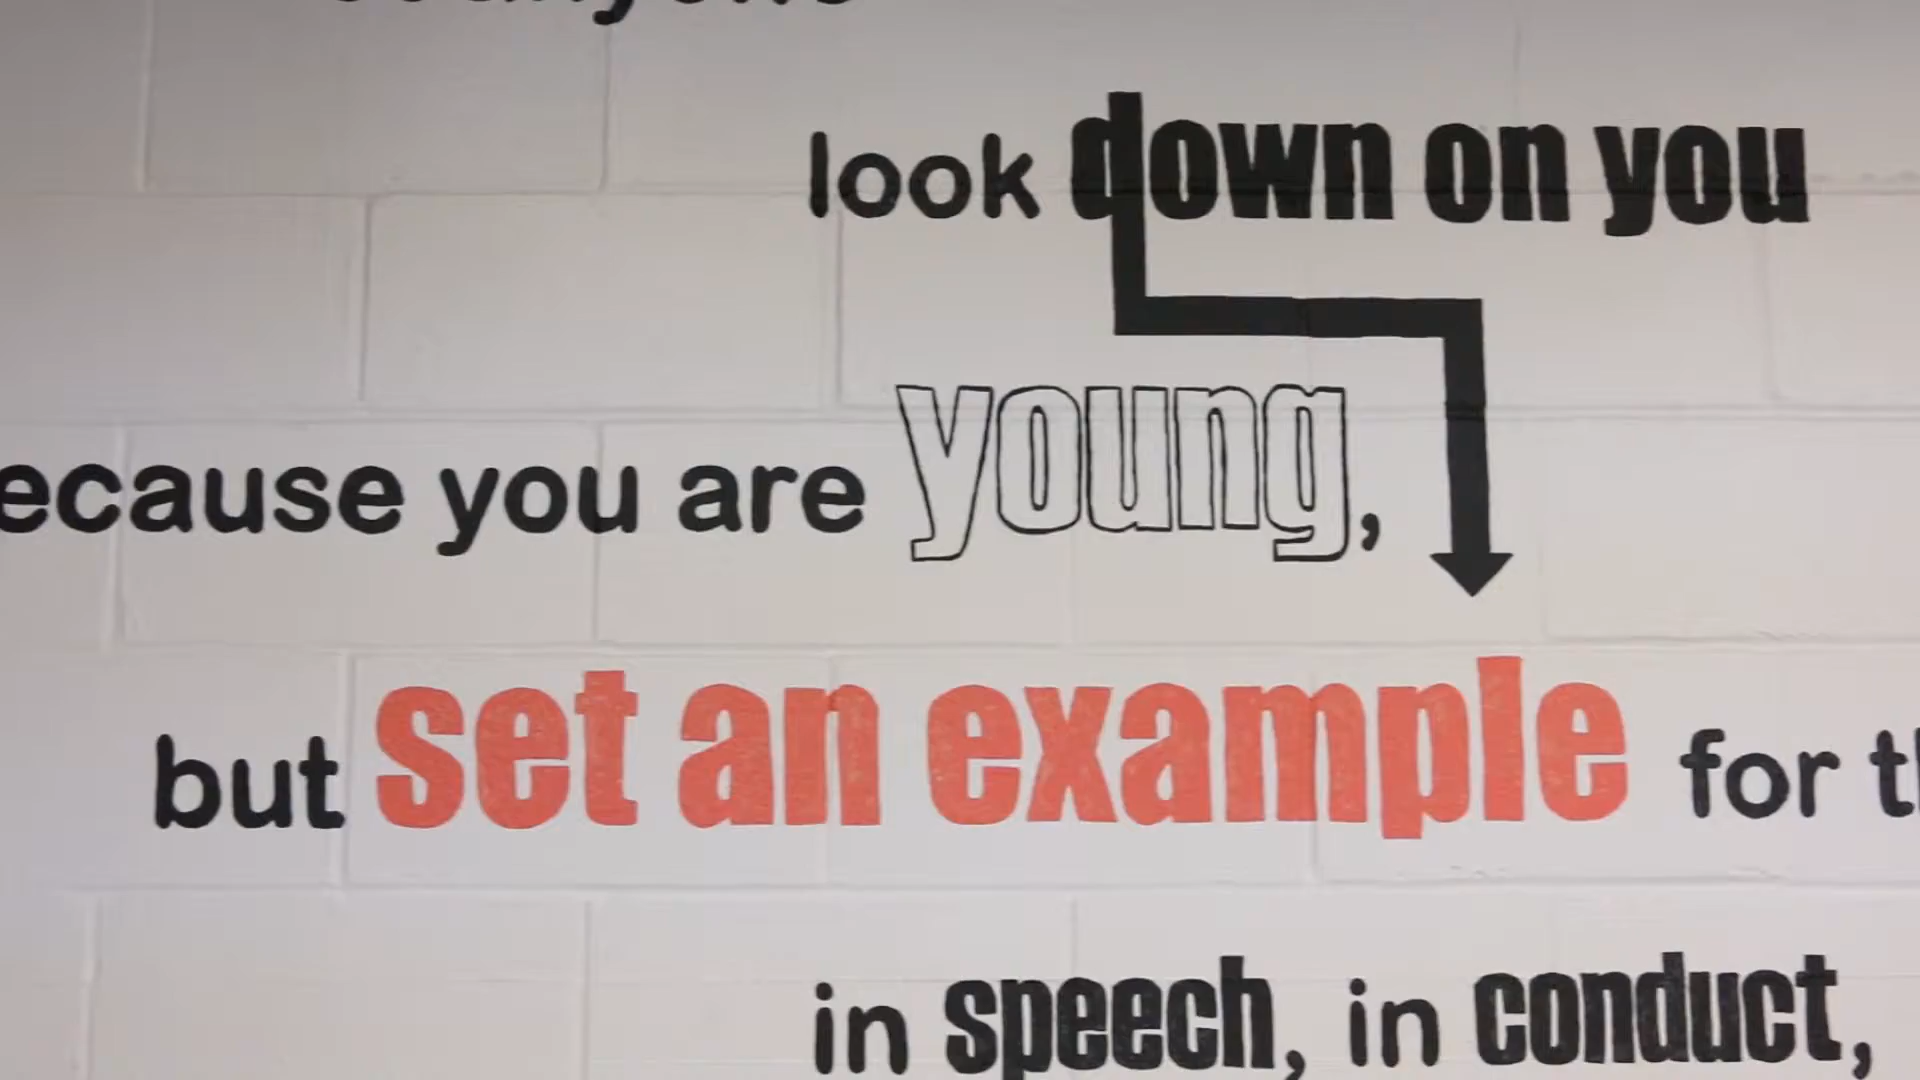 look down on you
ecause you are young,
but set an example for th
in speech, in conduct,